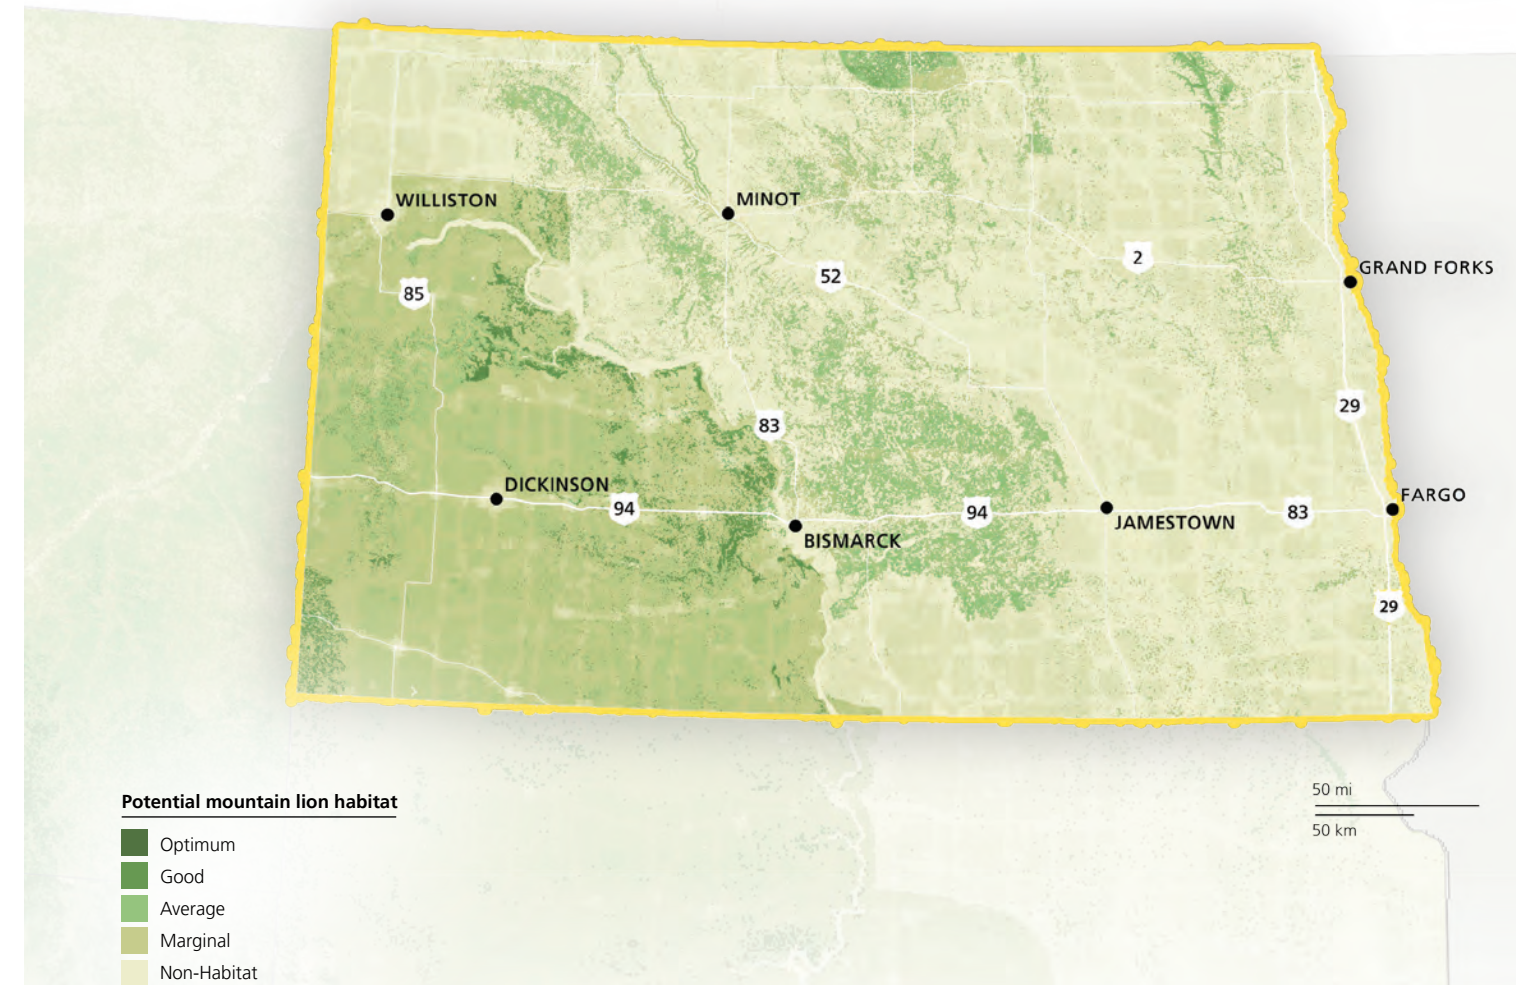 WILLISTON
MINOT
2
GRAND FORKS
52
85
29
83
DICKINSON
FARGO
94
94
83
JAMESTOWN
BISMARCK
29
50 mi
50 km
Potential mountain lion habitat
Optimum
Good
Average
Marginal
Non-Habitat